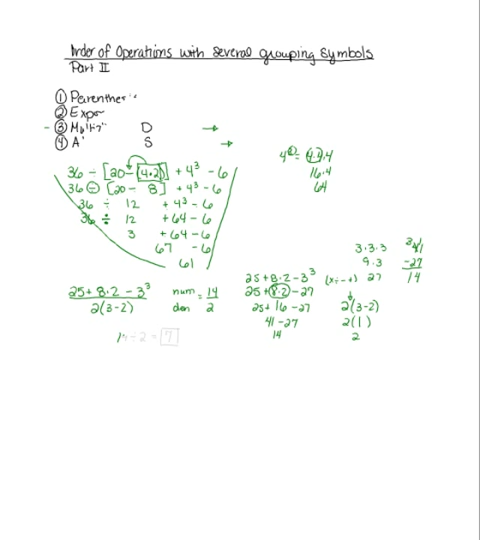 Order of Operations with Several grouping Symbols
Part II
① Parenthe
② Expo
- ③ D →
④ A S →
36 ÷ [20 - (4·2)] + 4³ - 6
36 ÷ [20 - 8] + 4³ - 6
36 ÷ 12 + 4³ - 6
36 ÷ 12 + 64 - 6
3 + 64 - 6
67 - 6
61
4³ = 4·4·4
16·4
64
25 + 8·2 - 3³ / 2(3-2)
num = 14
den 2
14 ÷ 2 = 7
25 + 8·2 - 3³
25 + (8·2) - 27
25 + 16 - 27
41 - 27
14
2(3-2)
2(1)
2
3·3·3
9·3
27
41
-27
14